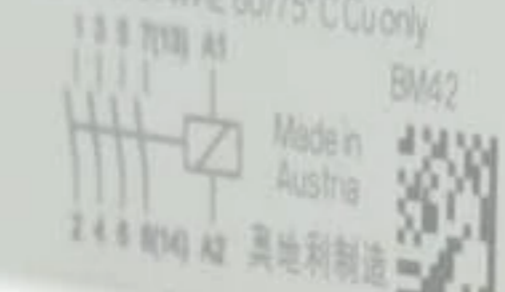 60/75°C Cu only
1 3 5 7(13) A1
BM42
Made in
Austria
2 4 6 8(14) A2
奥地利制造